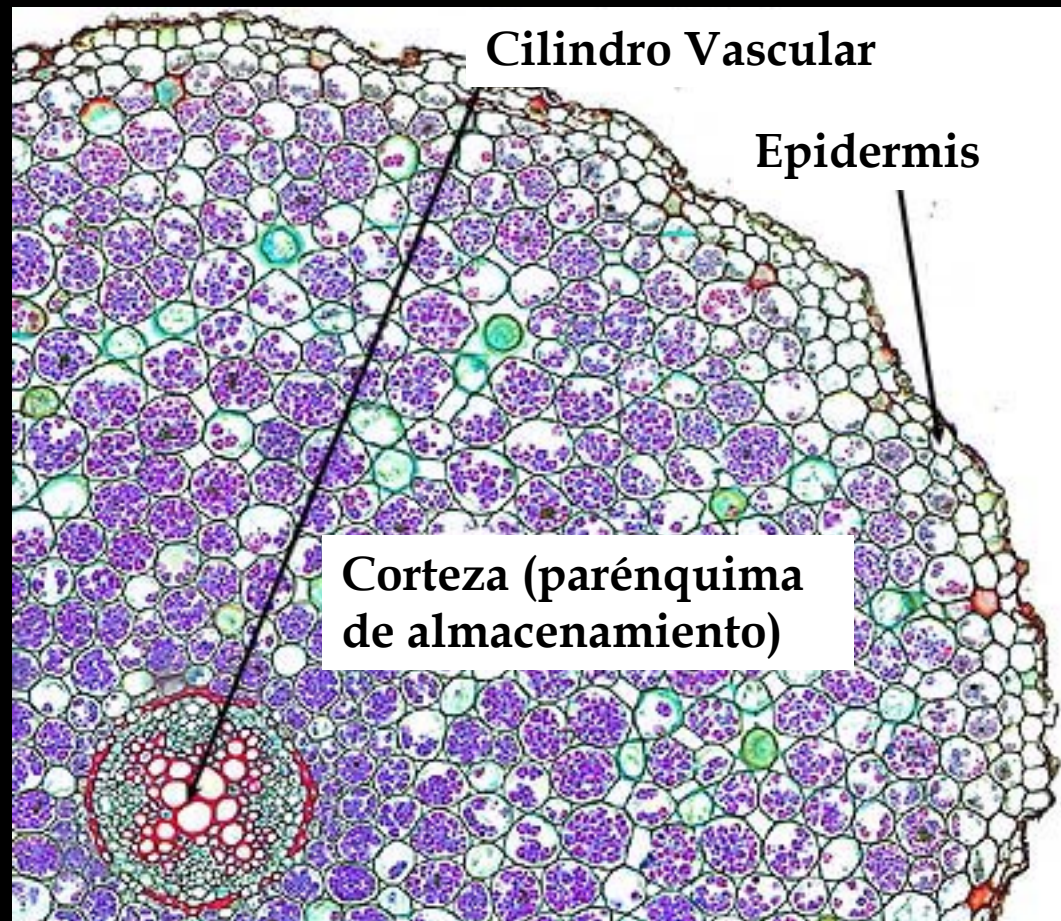 Cilindro Vascular
Epidermis
Corteza (parénquima
de almacenamiento)